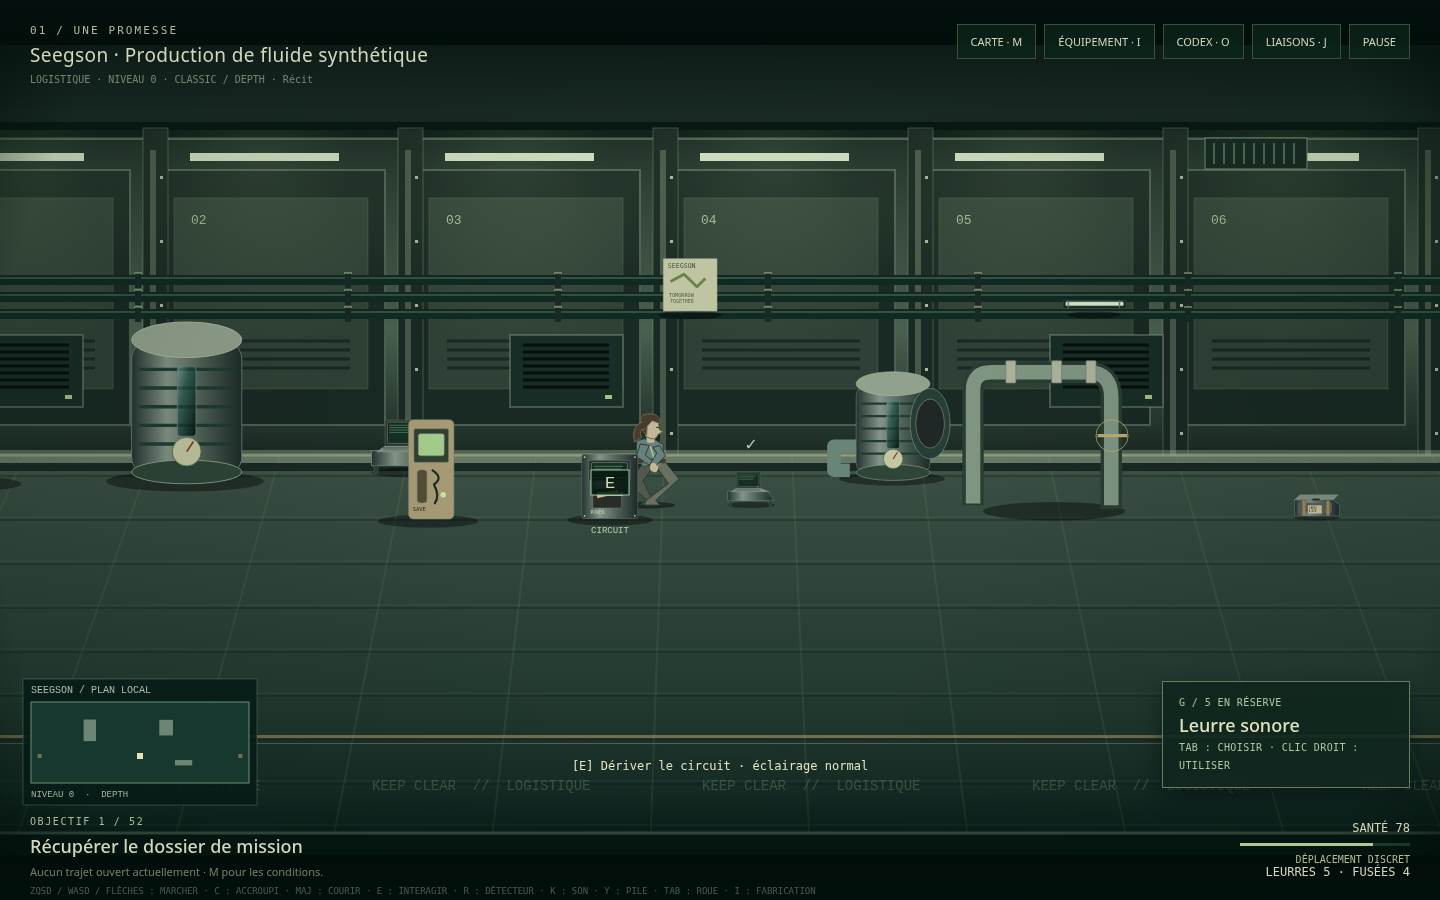 01 / UNE PROMESSE
Seegson · Production de fluide synthétique
LOGISTIQUE · NIVEAU 0 · CLASSIC / DEPTH · Récit
CARTE · M
ÉQUIPEMENT · I
CODEX · O
LIAISONS · J
PAUSE
02
03
04
05
06
SEEGSON
TOMORROW
TOGETHER
SAVE
E
POWER
CIRCUIT
✓
SEEGSON / PLAN LOCAL
NIVEAU 0 · DEPTH
G / 5 EN RÉSERVE
Leurre sonore
TAB : CHOISIR · CLIC DROIT :
UTILISER
[E] Dériver le circuit · éclairage normal
KEEP CLEAR // LOGISTIQUE
KEEP CLEAR // LOGISTIQUE
KEEP CLEAR //
OBJECTIF 1 / 52
Récupérer le dossier de mission
Aucun trajet ouvert actuellement · M pour les conditions.
ZQSD / WASD / FLÈCHES : MARCHER · C : ACCROUPI · MAJ : COURIR · E : INTERAGIR · R : DÉTECTEUR · K : SON · Y : PILE · TAB : ROUE · I : FABRICATION
SANTÉ 78
DÉPLACEMENT DISCRET
LEURRES 5 · FUSÉES 4